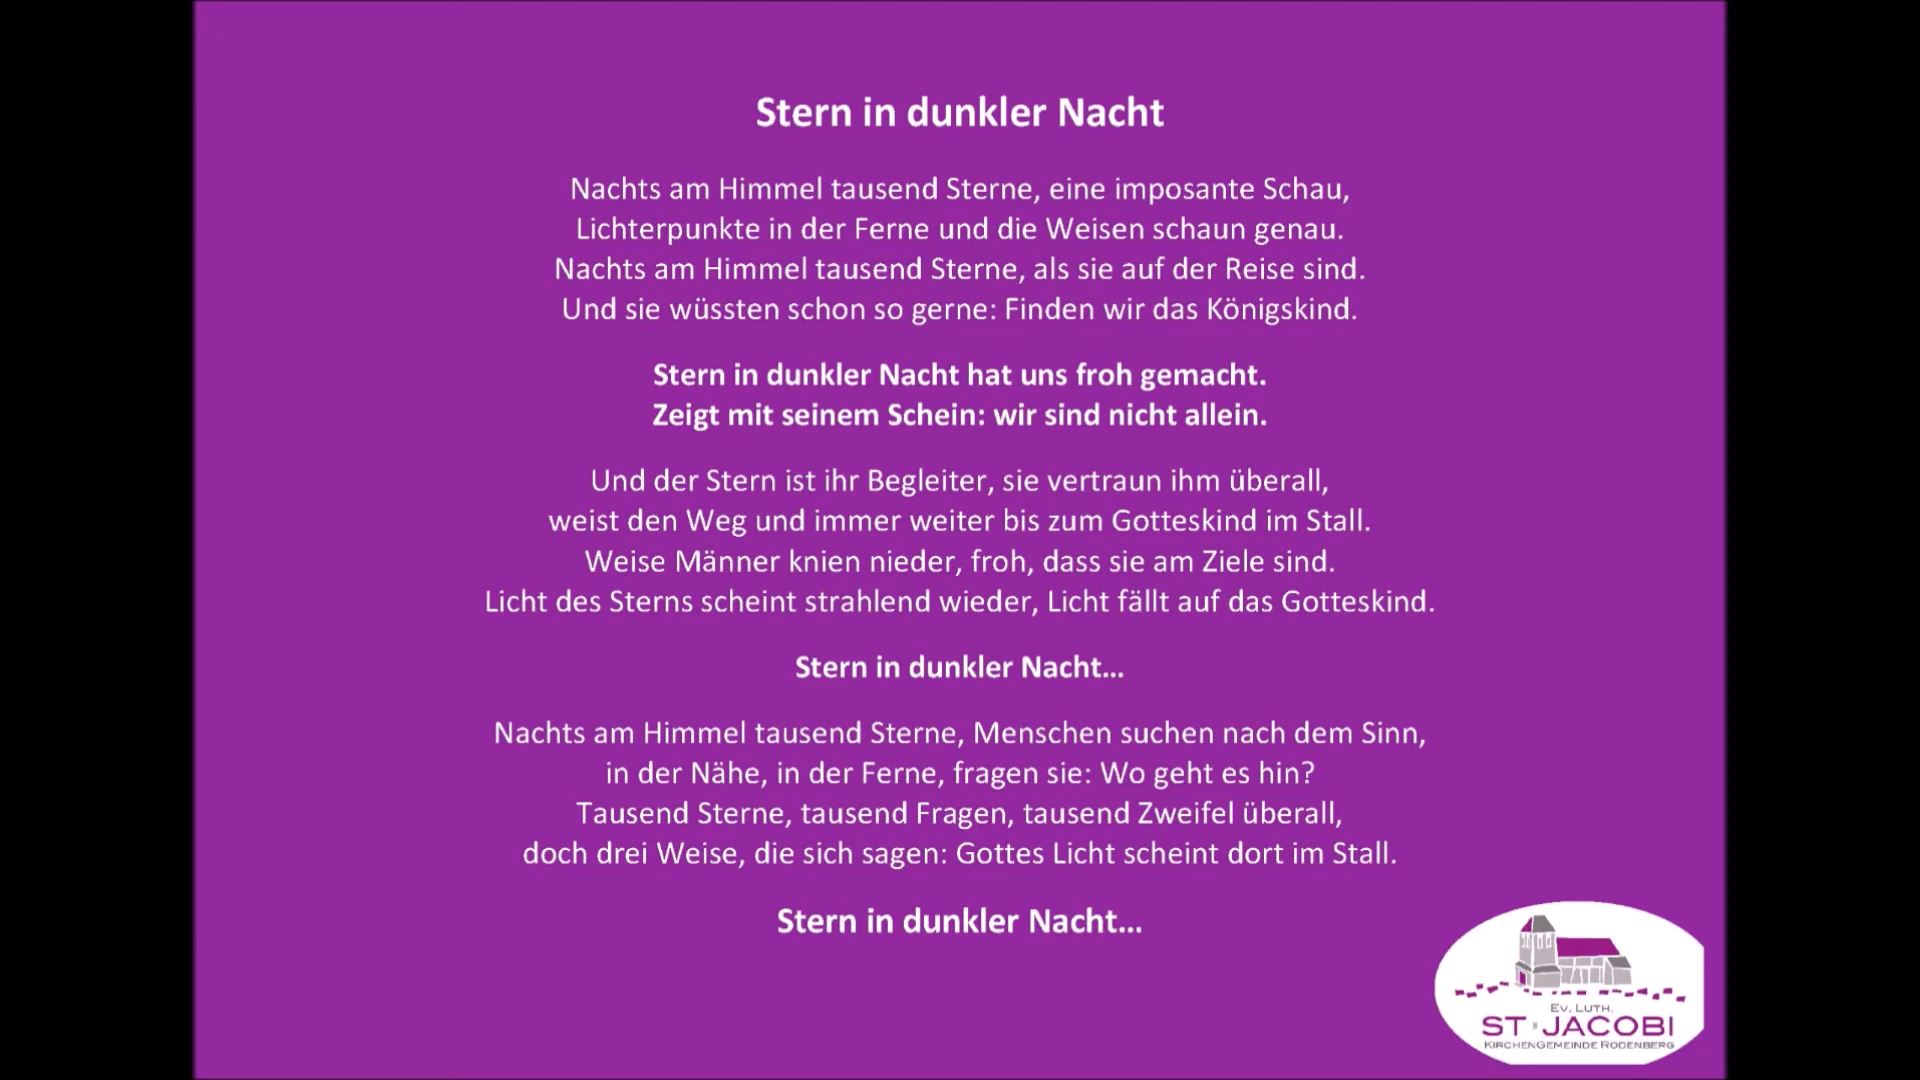 Stern in dunkler Nacht
Nachts am Himmel tausend Sterne, eine imposante Schau,
Lichterpunkte in der Ferne und die Weisen schaun genau.
Nachts am Himmel tausend Sterne, als sie auf der Reise sind.
Und sie wüssten schon so gerne: Finden wir das Königskind.
Stern in dunkler Nacht hat uns froh gemacht.
Zeigt mit seinem Schein: wir sind nicht allein.
Und der Stern ist ihr Begleiter, sie vertraun ihm überall,
weist den Weg und immer weiter bis zum Gotteskind im Stall.
Weise Männer knien nieder, froh, dass sie am Ziele sind.
Licht des Sterns scheint strahlend wieder, Licht fällt auf das Gotteskind.
Stern in dunkler Nacht...
Nachts am Himmel tausend Sterne, Menschen suchen nach dem Sinn,
in der Nähe, in der Ferne, fragen sie: Wo geht es hin?
Tausend Sterne, tausend Fragen, tausend Zweifel überall,
doch drei Weise, die sich sagen: Gottes Licht scheint dort im Stall.
Stern in dunkler Nacht...
Ev. Luth.
ST. JACOBI
KirchenGemeinde Rodenberg